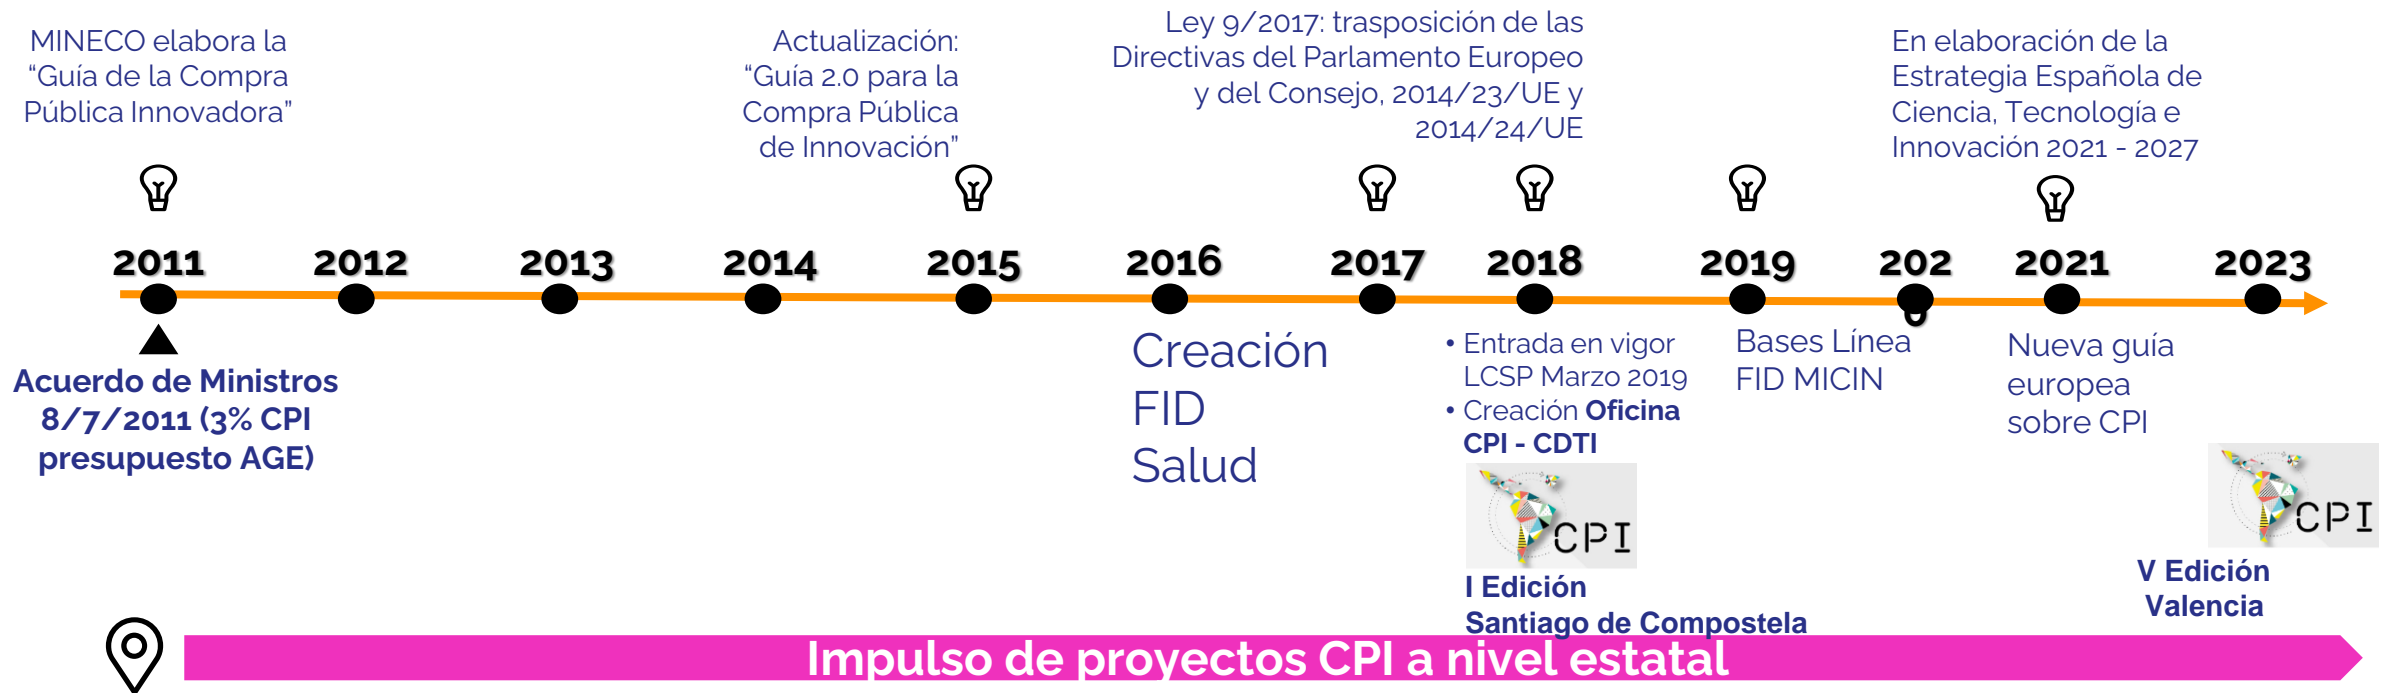 MINECO elabora la
“Guía de la Compra
Pública Innovadora”
Actualización:
“Guía 2.0 para la
Compra Pública
de Innovación”
Ley 9/2017: trasposición de las
Directivas del Parlamento Europeo
y del Consejo, 2014/23/UE y
2014/24/UE
En elaboración de la
Estrategia Española de
Ciencia, Tecnología e
Innovación 2021 - 2027
2011
2012
2013
2014
2015
2016
2017
2018
2019
202
0
2021
2023
Acuerdo de Ministros
8/7/2011 (3% CPI
presupuesto AGE)
Creación
FID
Salud
• Entrada en vigor
LCSP Marzo 2019
• Creación Oficina
CPI - CDTI
CPI
I Edición
Santiago de Compostela
Bases Línea
FID MICIN
Nueva guía
europea
sobre CPI
CPI
V Edición
Valencia
Impulso de proyectos CPI a nivel estatal